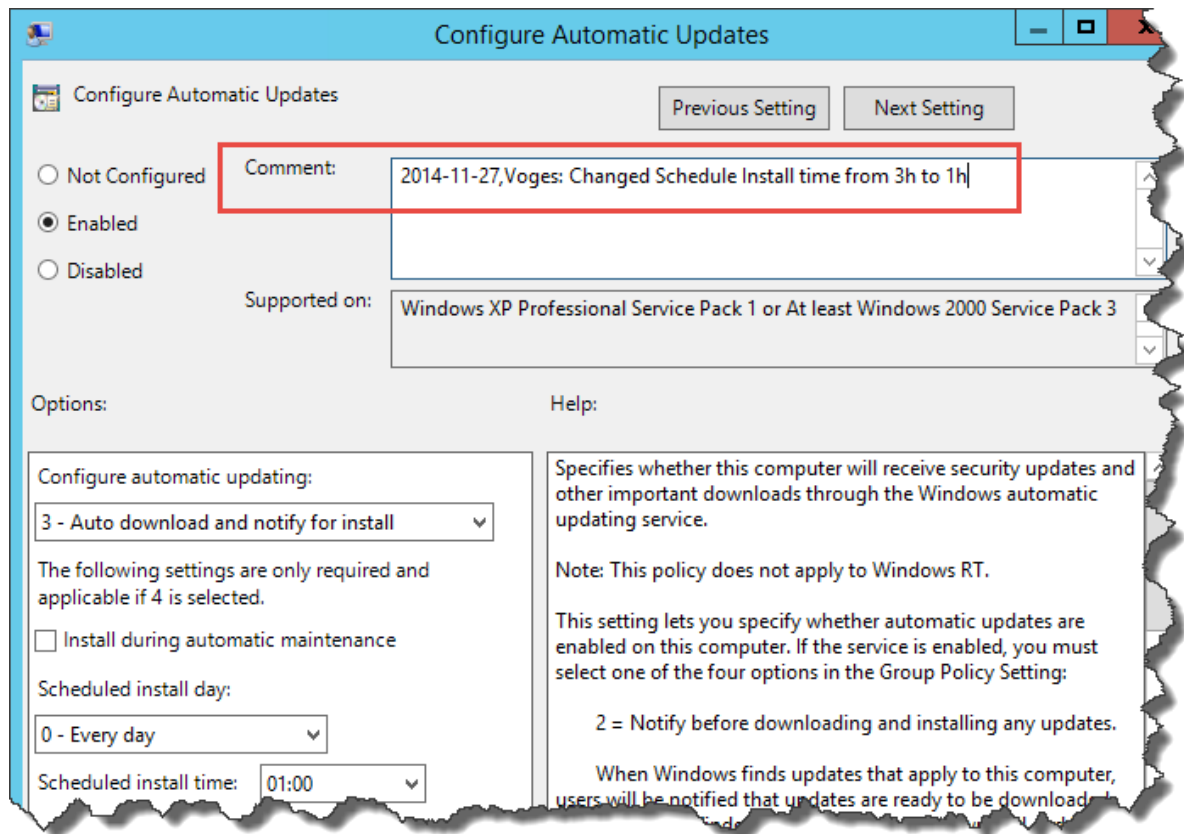 Configure Automatic Updates
Configure Automatic Updates
Previous Setting
Next Setting
Not Configured
Enabled
Disabled
Comment:
2014-11-27,Voges: Changed Schedule Install time from 3h to 1h
Supported on:
Windows XP Professional Service Pack 1 or At least Windows 2000 Service Pack 3
Options:
Help:
Configure automatic updating:
3 - Auto download and notify for install
The following settings are only required and
applicable if 4 is selected.
Install during automatic maintenance
Scheduled install day:
0 - Every day
Scheduled install time:
01:00
Specifies whether this computer will receive security updates and
other important downloads through the Windows automatic
updating service.
Note: This policy does not apply to Windows RT.
This setting lets you specify whether automatic updates are
enabled on this computer. If the service is enabled, you must
select one of the four options in the Group Policy Setting:
2 = Notify before downloading and installing any updates.
When Windows finds updates that apply to this computer,
users will be notified that updates are ready to be downloaded.